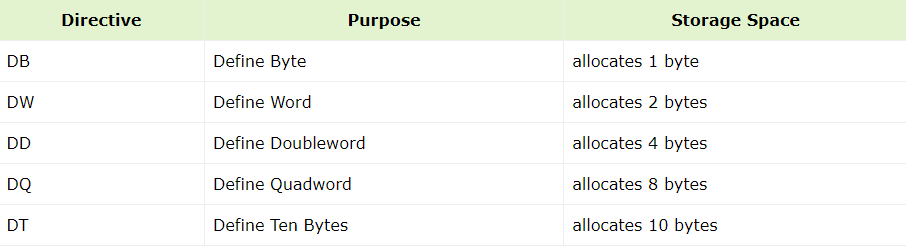 Directive Purpose Storage Space
DB Define Byte allocates 1 byte
DW Define Word allocates 2 bytes
DD Define Doubleword allocates 4 bytes
DQ Define Quadword allocates 8 bytes
DT Define Ten Bytes allocates 10 bytes